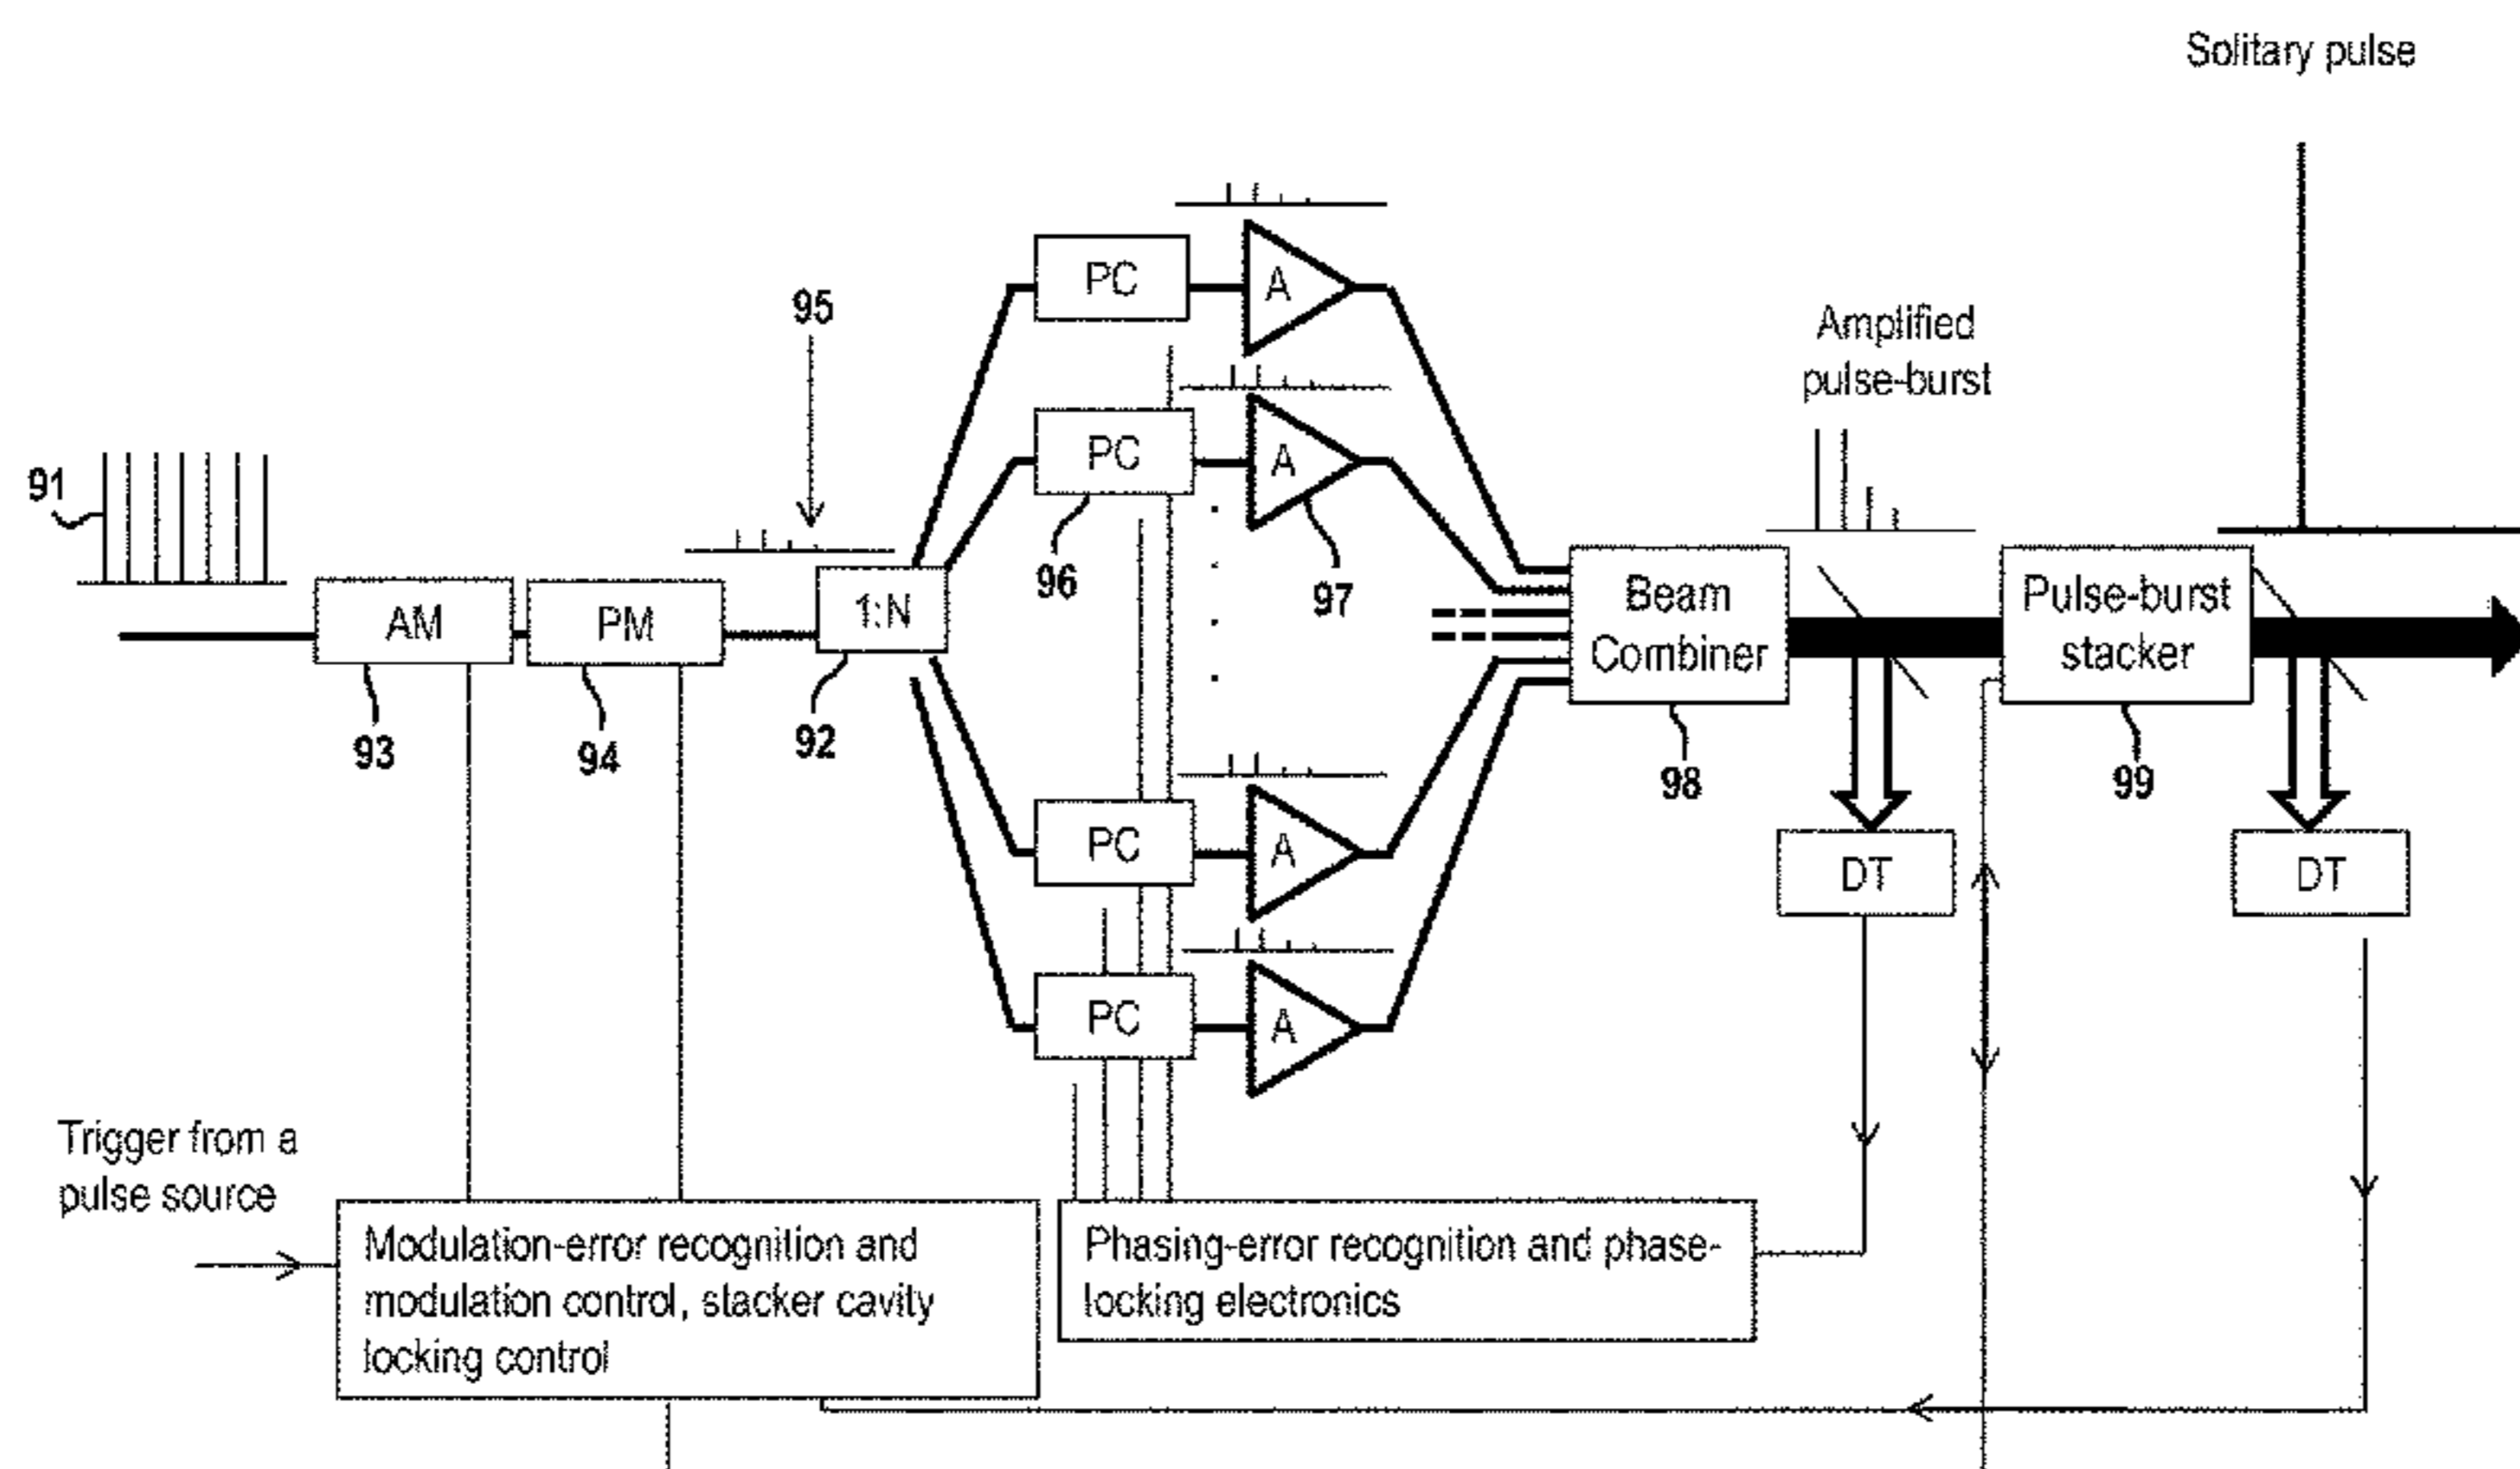 Solitary pulse
PC
A
95
Amplified
pulse-burst
91
PC
A
96
97
AM
PM
1:N
Beam
Combiner
Pulse-burst
stacker
93
94
92
98
99
PC
A
DT
DT
PC
A
Trigger from a
pulse source
Modulation-error recognition and
modulation control, stacker cavity
locking control
Phasing-error recognition and phase-
locking electronics